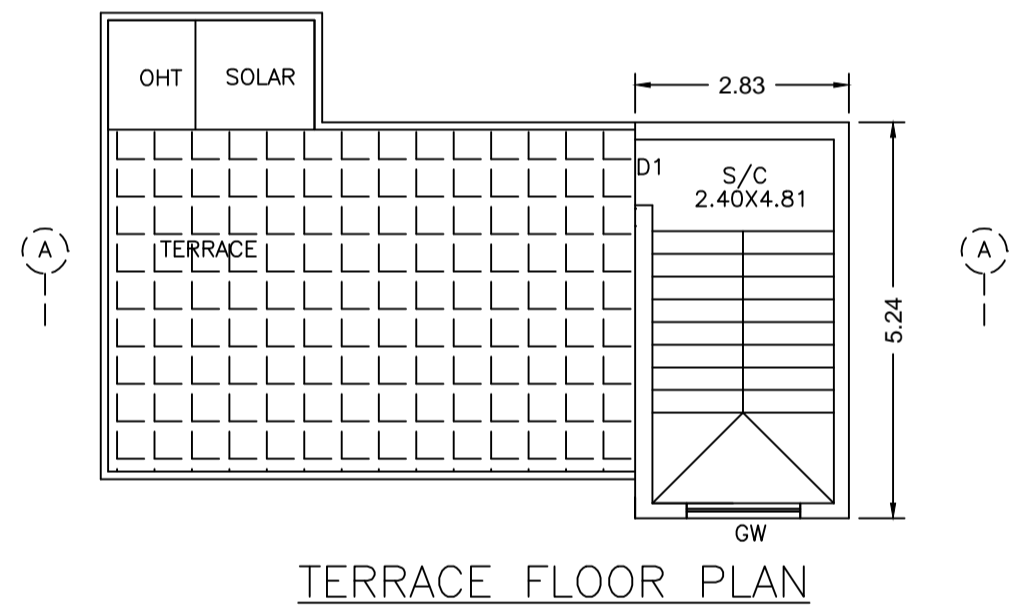 OHT SOLAR
2.83
D1
S/C
2.40X4.81
A
TERRACE
A
5.24
GW
TERRACE FLOOR PLAN